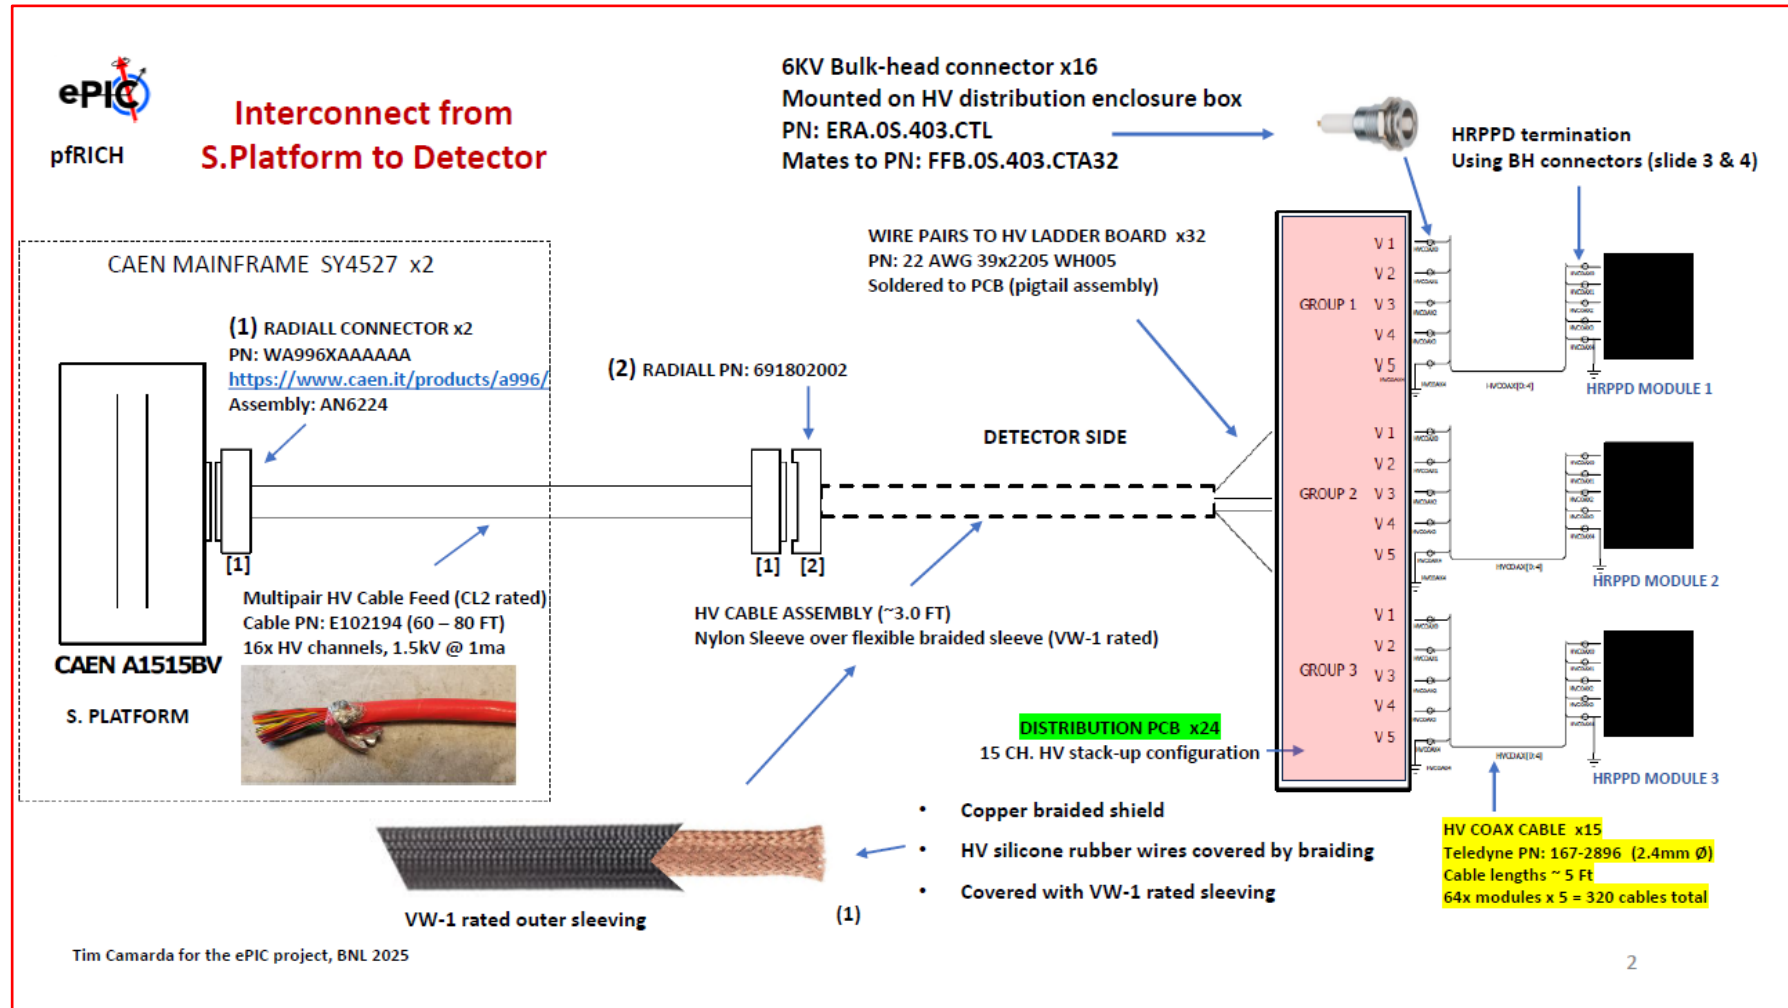 ePIC
pfRICH
Interconnect from
S.Platform to Detector
6KV Bulk-head connector x16
Mounted on HV distribution enclosure box
PN: ERA.0S.403.CTL
Mates to PN: FFB.0S.403.CTA32
HRPPD termination
Using BH connectors (slide 3 & 4)
CAEN MAINFRAME SY4527 x2
(1) RADIALL CONNECTOR x2
PN: WA996XAAAAAA
https://www.caen.it/products/a996/
Assembly: AN6224
(2) RADIALL PN: 691802002
WIRE PAIRS TO HV LADDER BOARD x32
PN: 22 AWG 39x2205 WH005
Soldered to PCB (pigtail assembly)
DETECTOR SIDE
[1]
[1]
[2]
Multipair HV Cable Feed (CL2 rated)
Cable PN: E102194 (60 – 80 FT)
16x HV channels, 1.5kV @ 1ma
CAEN A1515BV
S. PLATFORM
HV CABLE ASSEMBLY (~3.0 FT)
Nylon Sleeve over flexible braided sleeve (VW-1 rated)
DISTRIBUTION PCB x24
15 CH. HV stack-up configuration
GROUP 1
V 1
V 2
V 3
V 4
V 5
HVCOAX[0:4]
HRPPD MODULE 1
GROUP 2
V 1
V 2
V 3
V 4
V 5
HVCOAX[0:4]
HRPPD MODULE 2
GROUP 3
V 1
V 2
V 3
V 4
V 5
HVCOAX[0:4]
HRPPD MODULE 3
• Copper braided shield
• HV silicone rubber wires covered by braiding
• Covered with VW-1 rated sleeving
VW-1 rated outer sleeving
(1)
HV COAX CABLE x15
Teledyne PN: 167-2896 (2.4mm Ø)
Cable lengths ~ 5 Ft
64x modules x 5 = 320 cables total
Tim Camarda for the ePIC project, BNL 2025
2